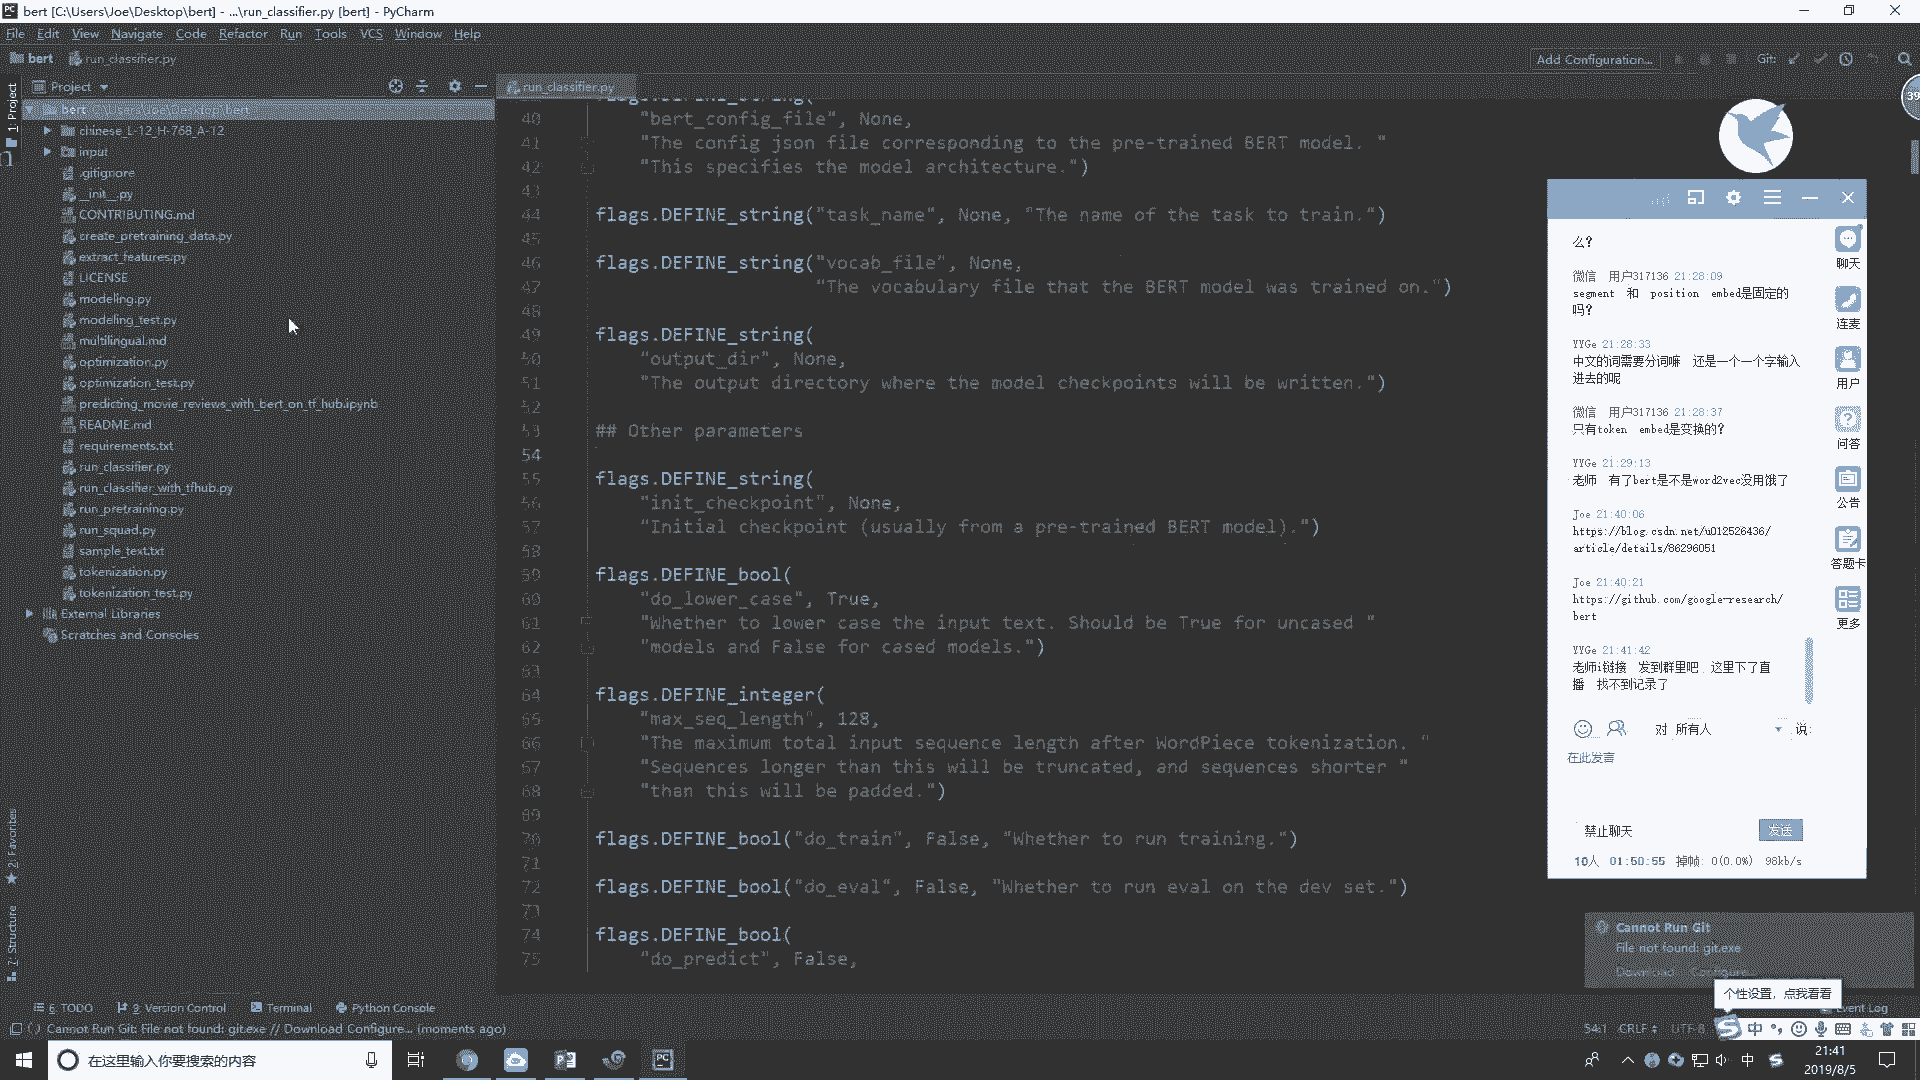 bert [C:\Users\Joe\Desktop\bert] - ...\run_classifier.py [bert] - PyCharm
File Edit View Navigate Code Refactor Run Tools VCS Window Help
bert run_classifier.py
Add Configuration... Git:
Project
run_classifier.py
39
1: Project
bert C:\Users\Joe\Desktop\bert
chinese_L-12_H-768_A-12
input
.gitignore
__init__.py
CONTRIBUTING.md
create_pretraining_data.py
extract_features.py
LICENSE
modeling.py
modeling_test.py
multilingual.md
optimization.py
optimization_test.py
predicting_movie_reviews_with_bert_on_tf_hub.ipynb
README.md
requirements.txt
run_classifier.py
run_classifier_with_tfhub.py
run_pretraining.py
run_squad.py
sample_text.txt
tokenization.py
tokenization_test.py
External Libraries
Scratches and Consoles
2: Favorites
7: Structure
40 "bert_config_file", None,
41 "The config json file corresponding to the pre-trained BERT model. "
42 "This specifies the model architecture.")
43
44 flags.DEFINE_string("task_name", None, "The name of the task to train.")
45
46 flags.DEFINE_string("vocab_file", None,
47 "The vocabulary file that the BERT model was trained on.")
48
49 flags.DEFINE_string(
50 "output_dir", None,
51 "The output directory where the model checkpoints will be written.")
52
53 ## Other parameters
54
55 flags.DEFINE_string(
56 "init_checkpoint", None,
57 "Initial checkpoint (usually from a pre-trained BERT model).")
58
59 flags.DEFINE_bool(
60 "do_lower_case", True,
61 "Whether to lower case the input text. Should be True for uncased "
62 "models and False for cased models.")
63
64 flags.DEFINE_integer(
65 "max_seq_length", 128,
66 "The maximum total input sequence length after WordPiece tokenization. "
67 "Sequences longer than this will be truncated, and sequences shorter "
68 "than this will be padded.")
69
70 flags.DEFINE_bool("do_train", False, "Whether to run training.")
71
72 flags.DEFINE_bool("do_eval", False, "Whether to run eval on the dev set.")
73
74 flags.DEFINE_bool(
75 "do_predict", False,
么?
微信 用户317136 21:28:09
segment 和 position embed是固定的
吗?
YYGe 21:28:33
中文的词需要分词嘛 还是一个一个字输入
进去的呢
微信 用户317136 21:28:37
只有token embed是变换的?
YYGe 21:29:13
老师 有了bert是不是word2vec没用饿了
Joe 21:40:06
https://blog.csdn.net/u012526436/
article/details/86296051
Joe 21:40:21
https://github.com/google-research/
bert
YYGe 21:41:42
老师i链接 发到群里吧 这里下了直
播 找不到记录了
对 所有人 说:
在此发言
禁止聊天 发送
10人 01:50:55 掉帧: 0(0.0%) 98kb/s
聊天
连麦
用户
问答
公告
答题卡
更多
Cannot Run Git
File not found: git.exe
Download Configure...
个性设置，点我看看
6: TODO 9: Version Control Terminal Python Console Event Log
Cannot Run Git: File not found: git.exe // Download Configure... (moments ago)
54:1 CRLF UTF-8 中
在这里输入你要搜索的内容
中
21:41
2019/8/5